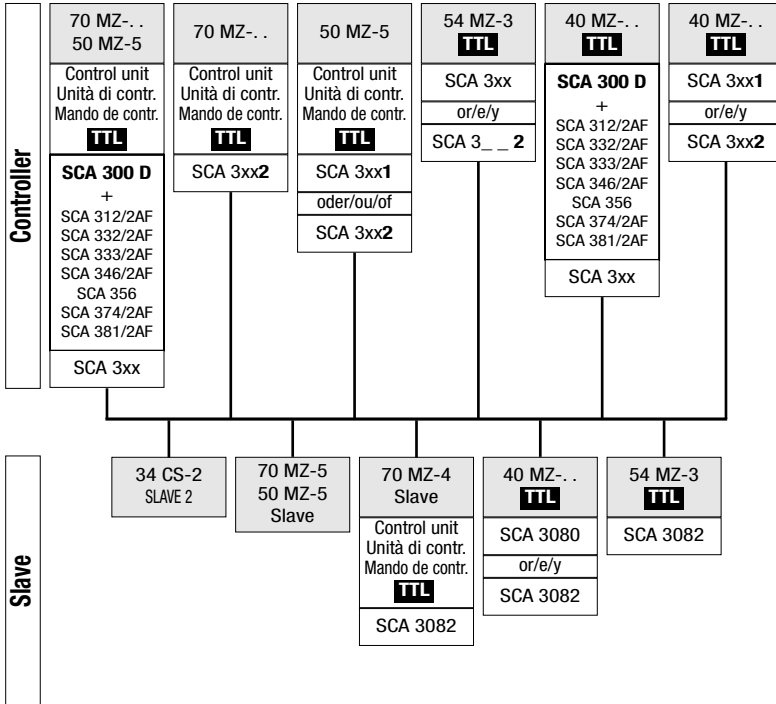 Controller
70 MZ-. .
50 MZ-5
Control unit
Unità di contr.
Mando de contr.
TTL
SCA 300 D
+
SCA 312/2AF
SCA 332/2AF
SCA 333/2AF
SCA 346/2AF
SCA 356
SCA 374/2AF
SCA 381/2AF
SCA 3xx
70 MZ-. .
Control unit
Unità di contr.
Mando de contr.
TTL
SCA 3xx2
50 MZ-5
Control unit
Unità di contr.
Mando de contr.
TTL
SCA 3xx1
oder/ou/of
SCA 3xx2
54 MZ-3
TTL
SCA 3xx
or/e/y
SCA 3_ _ 2
40 MZ-. .
TTL
SCA 300 D
+
SCA 312/2AF
SCA 332/2AF
SCA 333/2AF
SCA 346/2AF
SCA 356
SCA 374/2AF
SCA 381/2AF
SCA 3xx
40 MZ-. .
TTL
SCA 3xx1
or/e/y
SCA 3xx2
Slave
34 CS-2
SLAVE 2
70 MZ-5
50 MZ-5
Slave
70 MZ-4
Slave
Control unit
Unità di contr.
Mando de contr.
TTL
SCA 3082
40 MZ-. .
TTL
SCA 3080
or/e/y
SCA 3082
54 MZ-3
TTL
SCA 3082